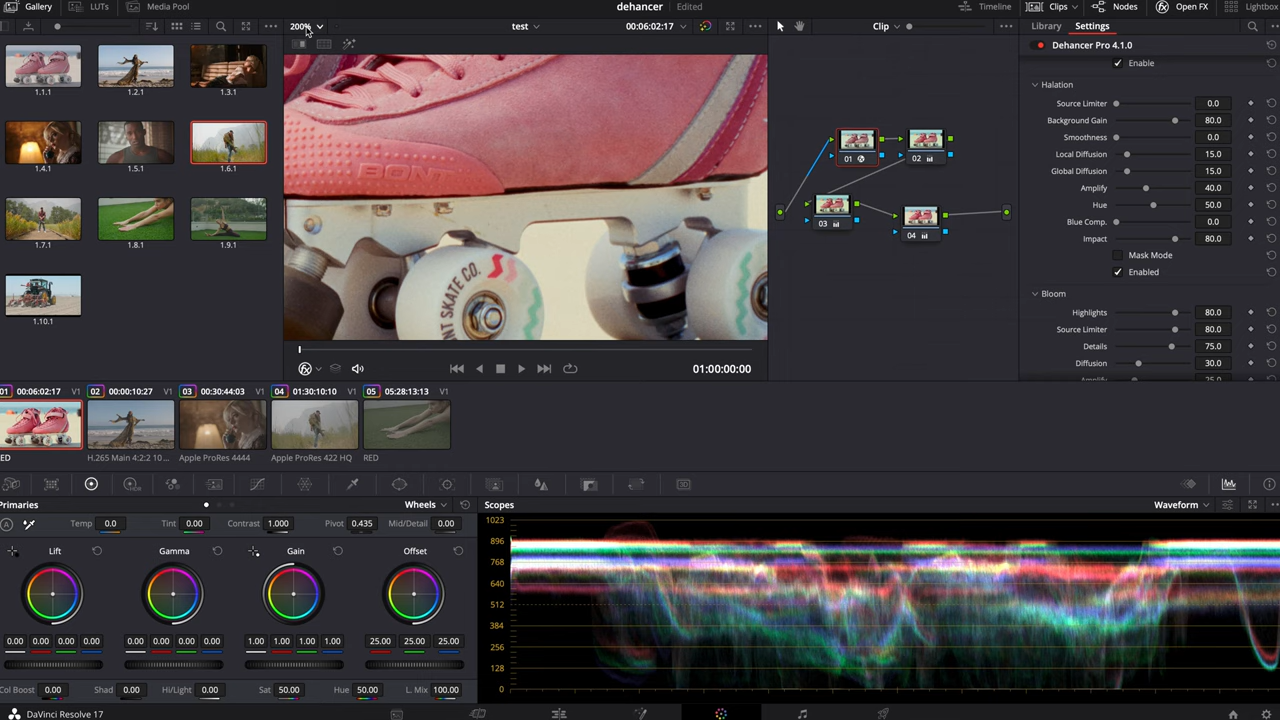 Gallery LUTs Media Pool dehancer Edited Timeline Clips Nodes Open FX Lightbox
200% test 00:06:02:17 Clip Library Settings
Dehancer Pro 4.1.0
Enable
Halation
Source Limiter 0.0
Background Gain 80.0
Smoothness 0.0
Local Diffusion 15.0
Global Diffusion 15.0
Amplify 40.0
Hue 50.0
Blue Comp. 0.0
Impact 80.0
Mask Mode
Enabled
Bloom
Highlights 80.0
Source Limiter 80.0
Details 75.0
Diffusion 30.0
Amplify 25.0
1.1.1 1.2.1 1.3.1
1.4.1 1.5.1 1.6.1
1.7.1 1.8.1 1.9.1
1.10.1
BONT
NT SKATE CO.
01 02
03 04
01:00:00:00
01 00:06:02:17 V1 02 00:00:10:27 V1 03 00:30:44:03 V1 04 01:30:10:10 V1 05 05:28:13:13 V1
RED H.265 Main 4:2:2 10... Apple ProRes 4444 Apple ProRes 422 HQ RED
3D
Primaries Wheels
A Temp 0.0 Tint 0.00 Contrast 1.000 Pivot 0.435 Mid/Detail 0.00
Lift Gamma Gain Offset
0.00 0.00 0.00 0.00 0.00 0.00 0.00 0.00 1.00 1.00 1.00 1.00 25.00 25.00 25.00
Col Boost 0.00 Shad 0.00 Hi/Light 0.00 Sat 50.00 Hue 50.00 L. Mix 100.00
Scopes Waveform
1023
896
768
640
512
384
256
128
0
DaVinci Resolve 17